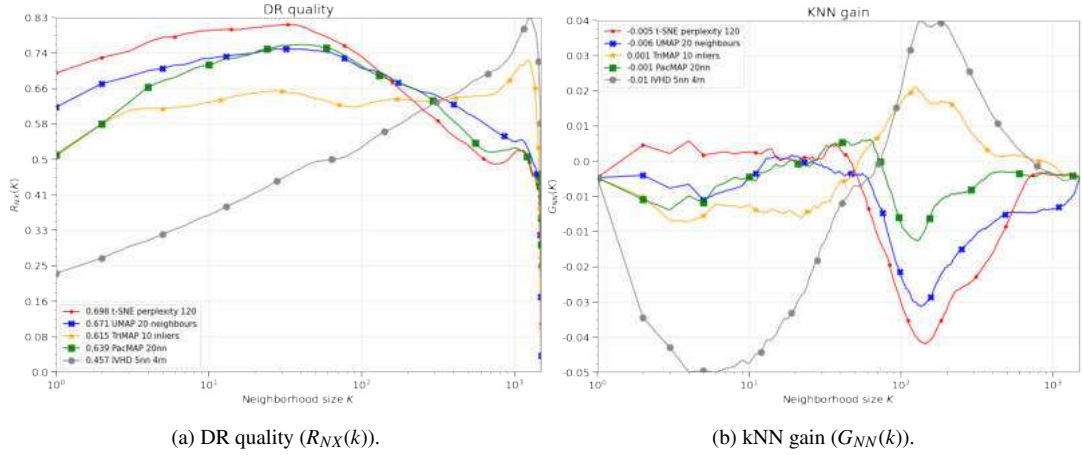 DR quality
0.83
0.74
0.66
0.58
0.5
0.41
0.33
0.25
0.16
0.08
0.0
R_NX(K)
0.698 t-SNE perplexity 120
0.671 UMAP 20 neighbours
0.615 TriMAP 10 inliers
0.639 PacMAP 20nn
0.457 IVHD 5nn 4rn
10^0
10^1
10^2
10^3
Neighborhood size K
(a) DR quality (R_NX(k)).
KNN gain
0.04
0.04
0.03
0.02
0.01
0.0
-0.01
-0.02
-0.03
-0.04
-0.05
G_NN(K)
-0.005 t-SNE perplexity 120
-0.006 UMAP 20 neighbours
0.001 TriMAP 10 inliers
-0.001 PacMAP 20nn
-0.01 IVHD 5nn 4rn
10^0
10^1
10^2
10^3
Neighborhood size K
(b) kNN gain (G_NN(k)).